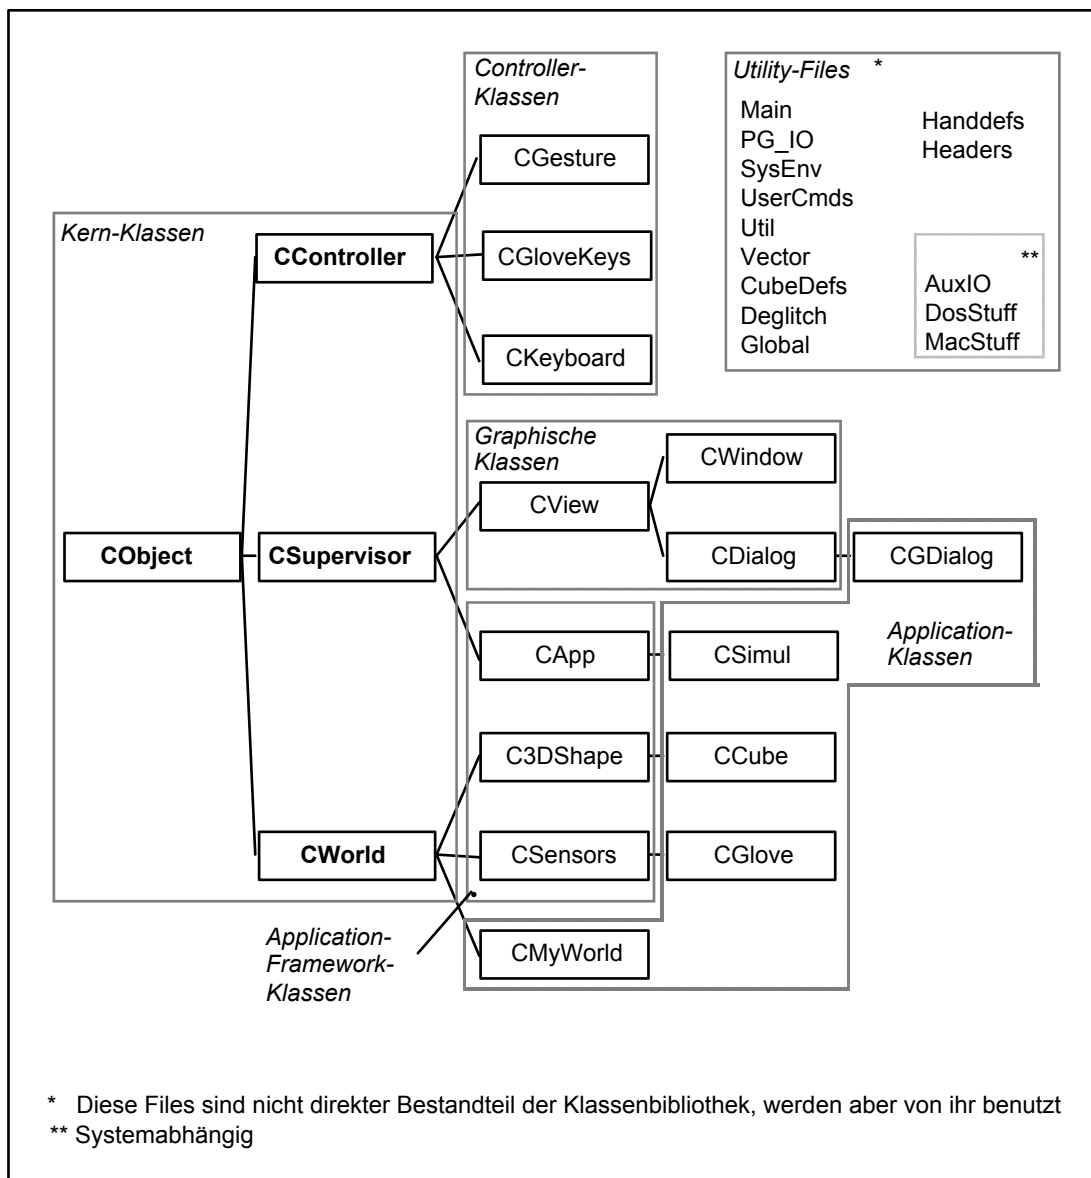 Controller-
Klassen
CGesture
CGloveKeys
CKeyboard
Utility-Files *
Main
PG_IO
SysEnv
UserCmds
Util
Vector
CubeDefs
Deglitch
Global
Handdefs
Headers
**
AuxIO
DosStuff
MacStuff
Kern-Klassen
CController
CObject
CSupervisor
CWorld
Graphische
Klassen
CView
CWindow
CDialog
CGDialog
Application-
Klassen
CApp
CSimul
C3DShape
CCube
CSensors
CGlove
CMyWorld
Application-
Framework-
Klassen
* Diese Files sind nicht direkter Bestandteil der Klassenbibliothek, werden aber von ihr benutzt
** Systemabhängig